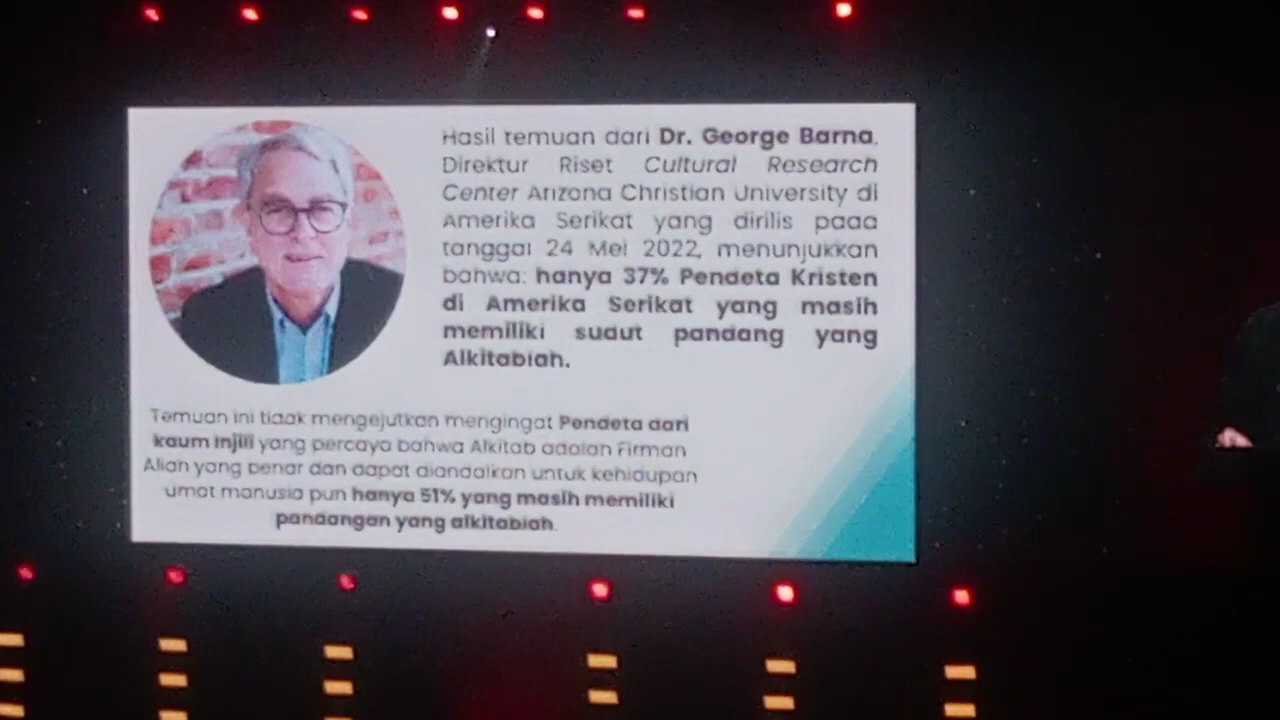 Hasil temuan dari Dr. George Barna,
Direktur Riset Cultural Research
Center Arizona Christian University di
Amerika Serikat yang dirilis pada
tanggal 24 Mei 2022, menunjukkan
bahwa: hanya 37% Pendeta Kristen
di Amerika Serikat yang masih
memiliki sudut pandang yang
Alkitabiah.
Temuan ini tidak mengejutkan mengingat Pendeta dari
kaum Injili yang percaya bahwa Alkitab adalah Firman
Allah yang benar dan dapat diandalkan untuk kehidupan
umat manusia pun hanya 51% yang masih memiliki
pandangan yang alkitabiah.